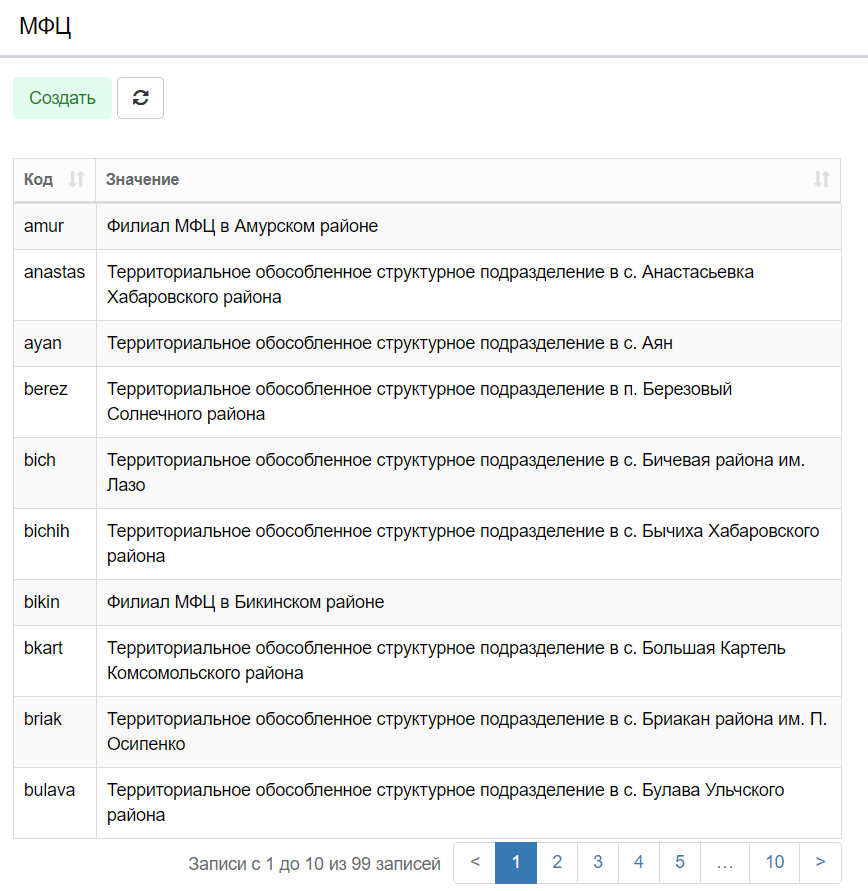 МФЦ
Создать
Код Значение
amur Филиал МФЦ в Амурском районе
anastas Территориальное обособленное структурное подразделение в с. Анастасьевка
Хабаровского района
ayan Территориальное обособленное структурное подразделение в с. Аян
berez Территориальное обособленное структурное подразделение в п. Березовый
Солнечного района
bich Территориальное обособленное структурное подразделение в с. Бичевая района им.
Лазо
bichih Территориальное обособленное структурное подразделение в с. Бычиха Хабаровского
района
bikin Филиал МФЦ в Бикинском районе
bkart Территориальное обособленное структурное подразделение в с. Большая Картель
Комсомольского района
briak Территориальное обособленное структурное подразделение в с. Бриакан района им. П.
Осипенко
bulava Территориальное обособленное структурное подразделение в с. Булава Ульчского
района
Записи с 1 до 10 из 99 записей < 1 2 3 4 5 … 10 >